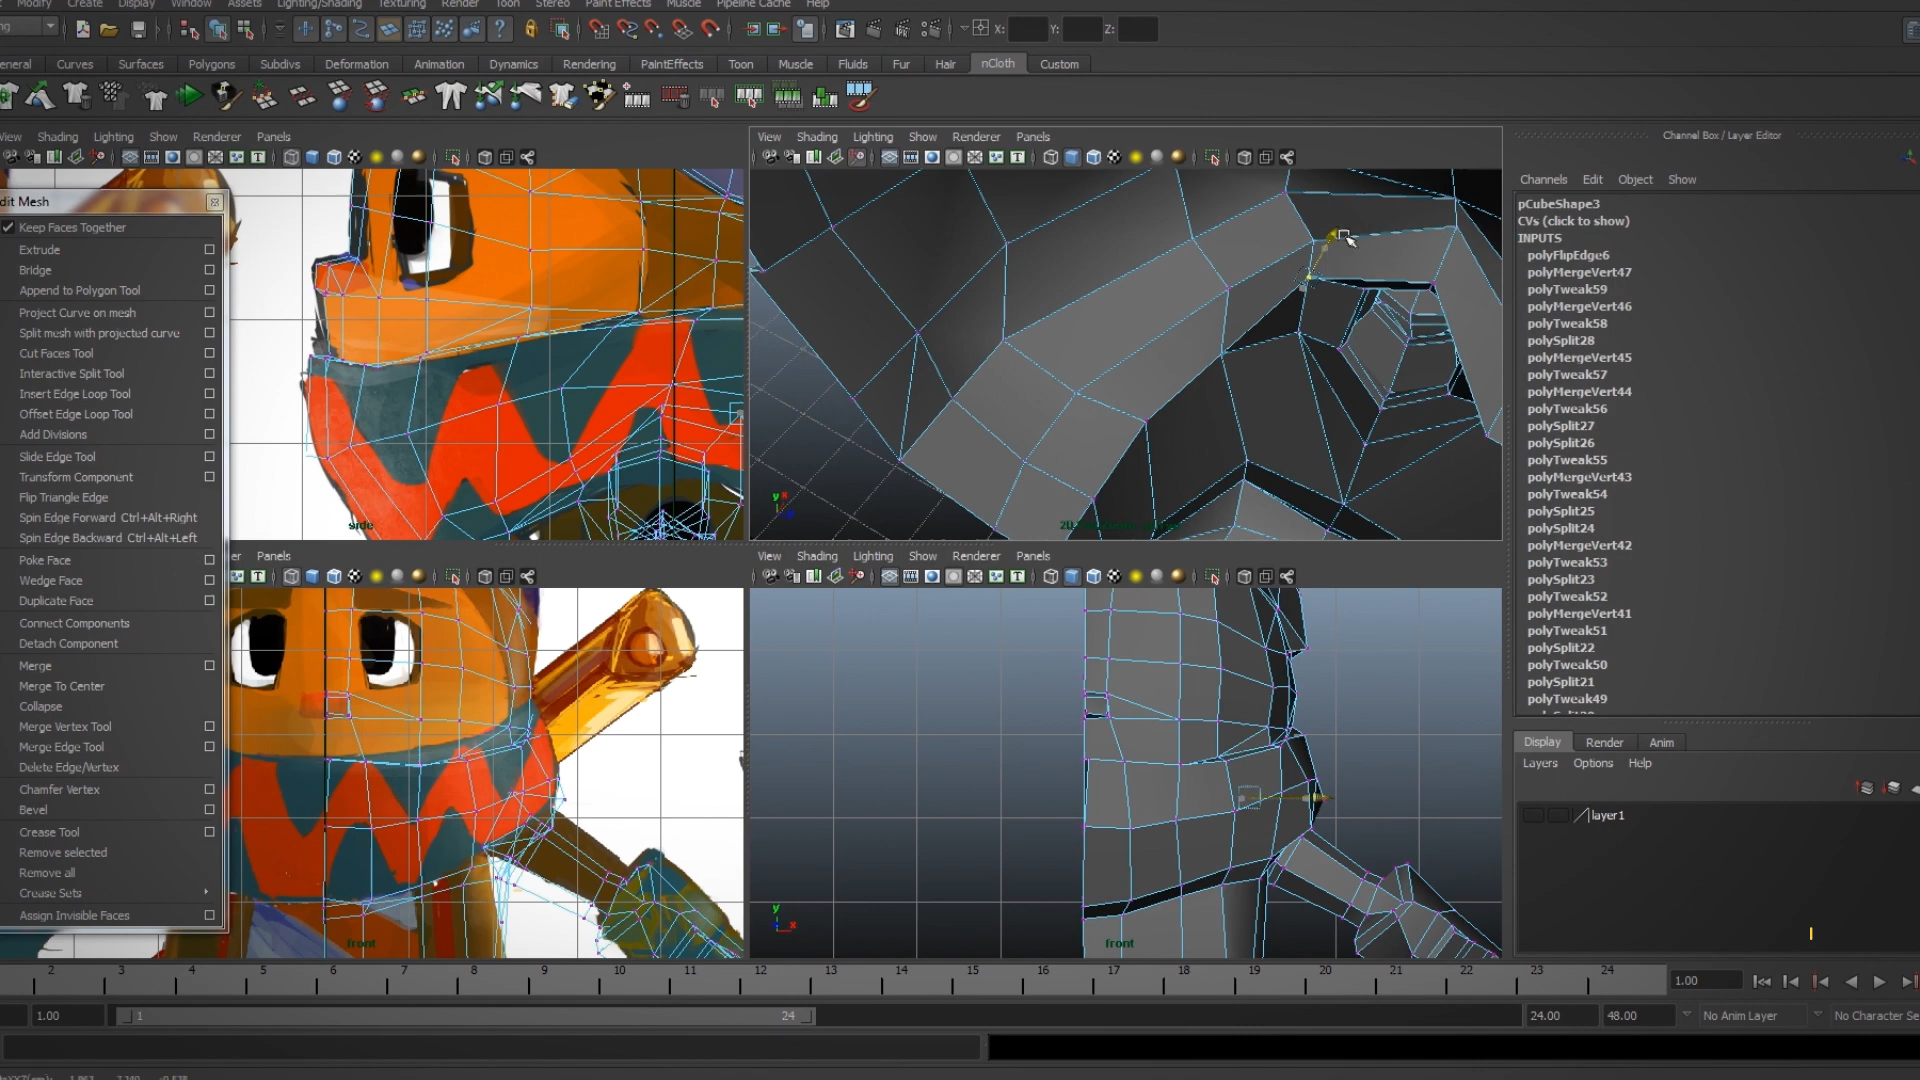 Modify Create Display Window Assets Lighting/Shading Texturing Render Toon Stereo Paint Effects Muscle Pipeline Cache Help
X: Y: Z:
Curves Surfaces Polygons Subdivs Deformation Animation Dynamics Rendering PaintEffects Toon Muscle Fluids Fur Hair nCloth Custom
View Shading Lighting Show Renderer Panels
View Shading Lighting Show Renderer Panels
Channel Box / Layer Editor
Channels Edit Object Show
dit Mesh
Keep Faces Together
Extrude
Bridge
Append to Polygon Tool
Project Curve on mesh
Split mesh with projected curve
Cut Faces Tool
Interactive Split Tool
Insert Edge Loop Tool
Offset Edge Loop Tool
Add Divisions
Slide Edge Tool
Transform Component
Flip Triangle Edge
Spin Edge Forward Ctrl+Alt+Right
Spin Edge Backward Ctrl+Alt+Left
Poke Face
Wedge Face
Duplicate Face
Connect Components
Detach Component
Merge
Merge To Center
Collapse
Merge Vertex Tool
Merge Edge Tool
Delete Edge/Vertex
Chamfer Vertex
Bevel
Crease Tool
Remove selected
Remove all
Crease Sets
Assign Invisible Faces
side
er Panels
View Shading Lighting Show Renderer Panels
front
front
pCubeShape3
CVs (click to show)
INPUTS
polyFlipEdge6
polyMergeVert47
polyTweak59
polyMergeVert46
polyTweak58
polySplit28
polyMergeVert45
polyTweak57
polyMergeVert44
polyTweak56
polySplit27
polySplit26
polyTweak55
polyMergeVert43
polyTweak54
polySplit25
polySplit24
polyMergeVert42
polyTweak53
polySplit23
polyTweak52
polyMergeVert41
polyTweak51
polySplit22
polyTweak50
polySplit21
polyTweak49
Display Render Anim
Layers Options Help
layer1
2 3 4 5 6 7 8 9 10 11 12 13 14 15 16 17 18 19 20 21 22 23 24
1.00
1.00 1 24 24.00 48.00 No Anim Layer No Character Se